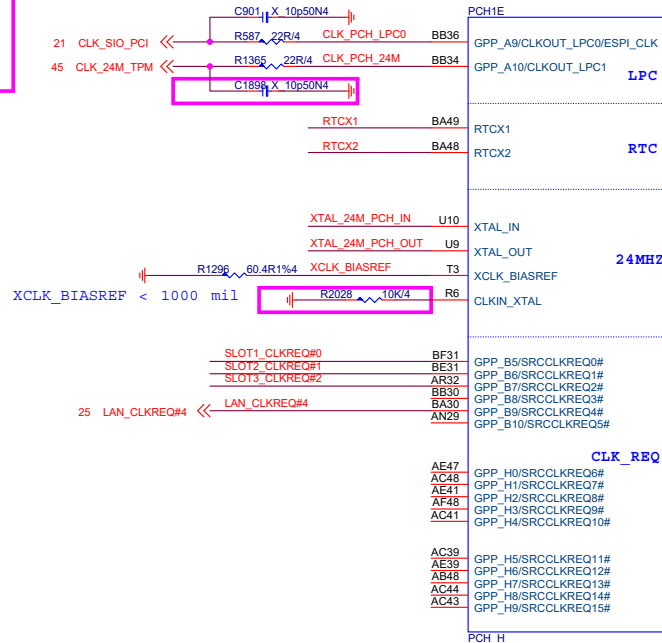 C901 X_10p50N4 PCH1E
21 CLK_SIO_PCI R587 22R/4 CLK_PCH_LPC0 BB36 GPP_A9/CLKOUT_LPC0/ESPI_CLK
45 CLK_24M_TPM R1365 22R/4 CLK_PCH_24M BB34 GPP_A10/CLKOUT_LPC1
LPC
C1898 X_10p50N4
RTCX1 BA49 RTCX1
RTCX2 BA48 RTCX2
RTC
XTAL_24M_PCH_IN U10 XTAL_IN
XTAL_24M_PCH_OUT U9 XTAL_OUT
24MHZ
R1296 60.4R1%4 XCLK_BIASREF T3 XCLK_BIASREF
XCLK_BIASREF < 1000 mil R2028 10K/4 R6 CLKIN_XTAL
SLOT1_CLKREQ#0 BF31 GPP_B5/SRCCLKREQ0#
SLOT2_CLKREQ#1 BE31 GPP_B6/SRCCLKREQ1#
SLOT3_CLKREQ#2 AR32 GPP_B7/SRCCLKREQ2#
BB30 GPP_B8/SRCCLKREQ3#
25 LAN_CLKREQ#4 LAN_CLKREQ#4 BA30 GPP_B9/SRCCLKREQ4#
AN29 GPP_B10/SRCCLKREQ5#
CLK_REQ
AE47 GPP_H0/SRCCLKREQ6#
AC48 GPP_H1/SRCCLKREQ7#
AE41 GPP_H2/SRCCLKREQ8#
AF48 GPP_H3/SRCCLKREQ9#
AC41 GPP_H4/SRCCLKREQ10#
AC39 GPP_H5/SRCCLKREQ11#
AE39 GPP_H6/SRCCLKREQ12#
AB48 GPP_H7/SRCCLKREQ13#
AC44 GPP_H8/SRCCLKREQ14#
AC43 GPP_H9/SRCCLKREQ15#
PCH_H